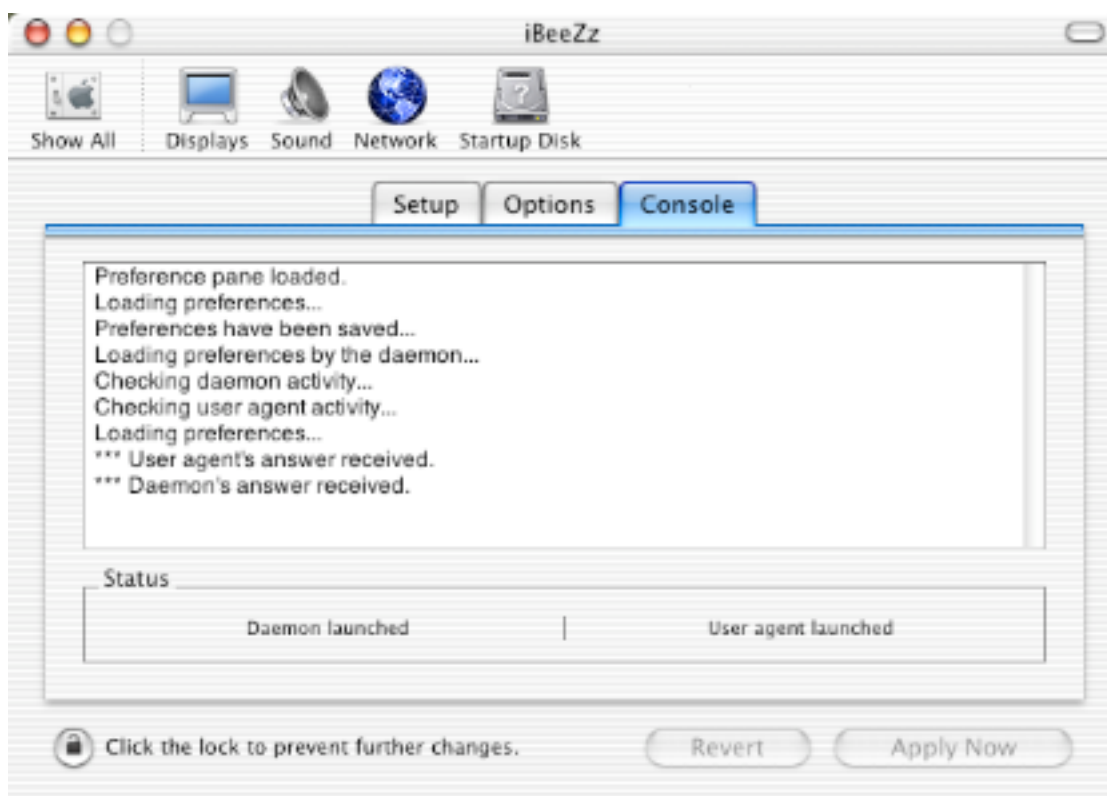 iBeeZz
Show All Displays Sound Network Startup Disk
Setup Options Console
Preference pane loaded.
Loading preferences...
Preferences have been saved...
Loading preferences by the daemon...
Checking daemon activity...
Checking user agent activity...
Loading preferences...
*** User agent's answer received.
*** Daemon's answer received.
Status
Daemon launched | User agent launched
Click the lock to prevent further changes. Revert Apply Now